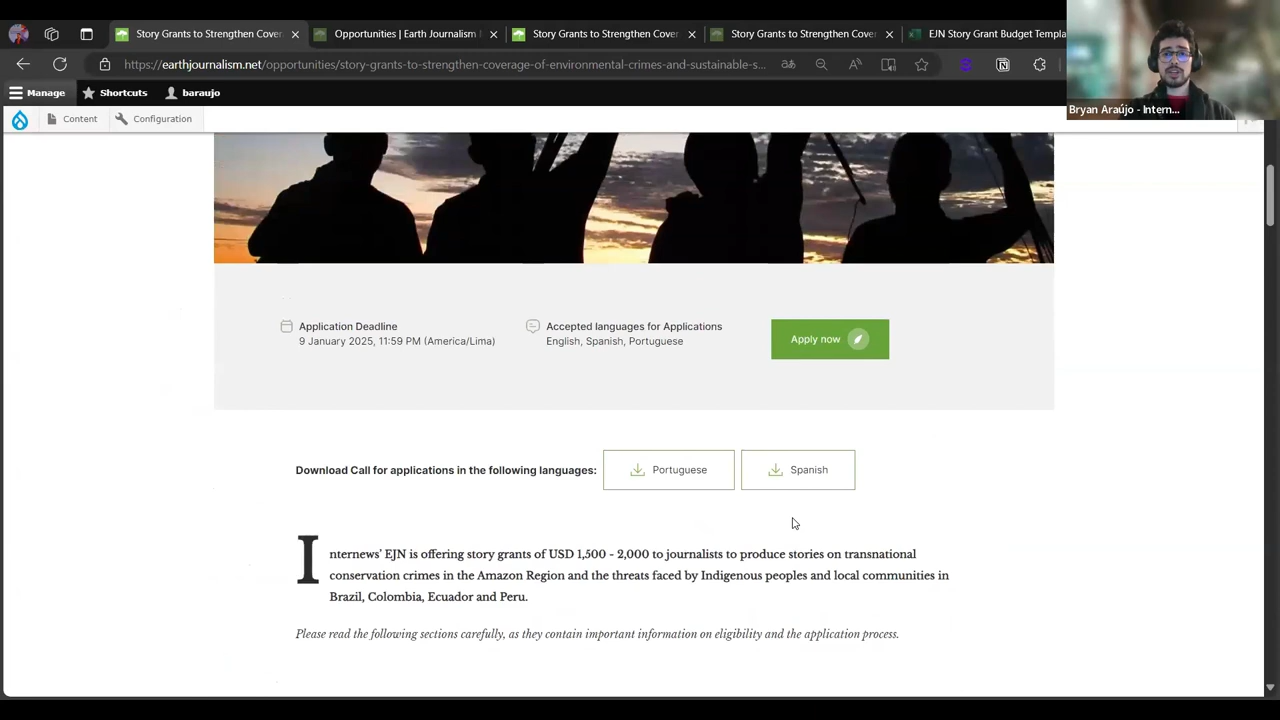 Story Grants to Strengthen Cover
Opportunities | Earth Journalism
Story Grants to Strengthen Cover
Story Grants to Strengthen Cover
EJN Story Grant Budget Templa
https://earthjournalism.net/opportunities/story-grants-to-strengthen-coverage-of-environmental-crimes-and-sustainable-s...
Manage
Shortcuts
baraujo
Bryan Araújo - Intern...
Content
Configuration
Application Deadline
9 January 2025, 11:59 PM (America/Lima)
Accepted languages for Applications
English, Spanish, Portuguese
Apply now
Download Call for applications in the following languages:
Portuguese
Spanish
Internews' EJN is offering story grants of USD 1,500 - 2,000 to journalists to produce stories on transnational
conservation crimes in the Amazon Region and the threats faced by Indigenous peoples and local communities in
Brazil, Colombia, Ecuador and Peru.
Please read the following sections carefully, as they contain important information on eligibility and the application process.